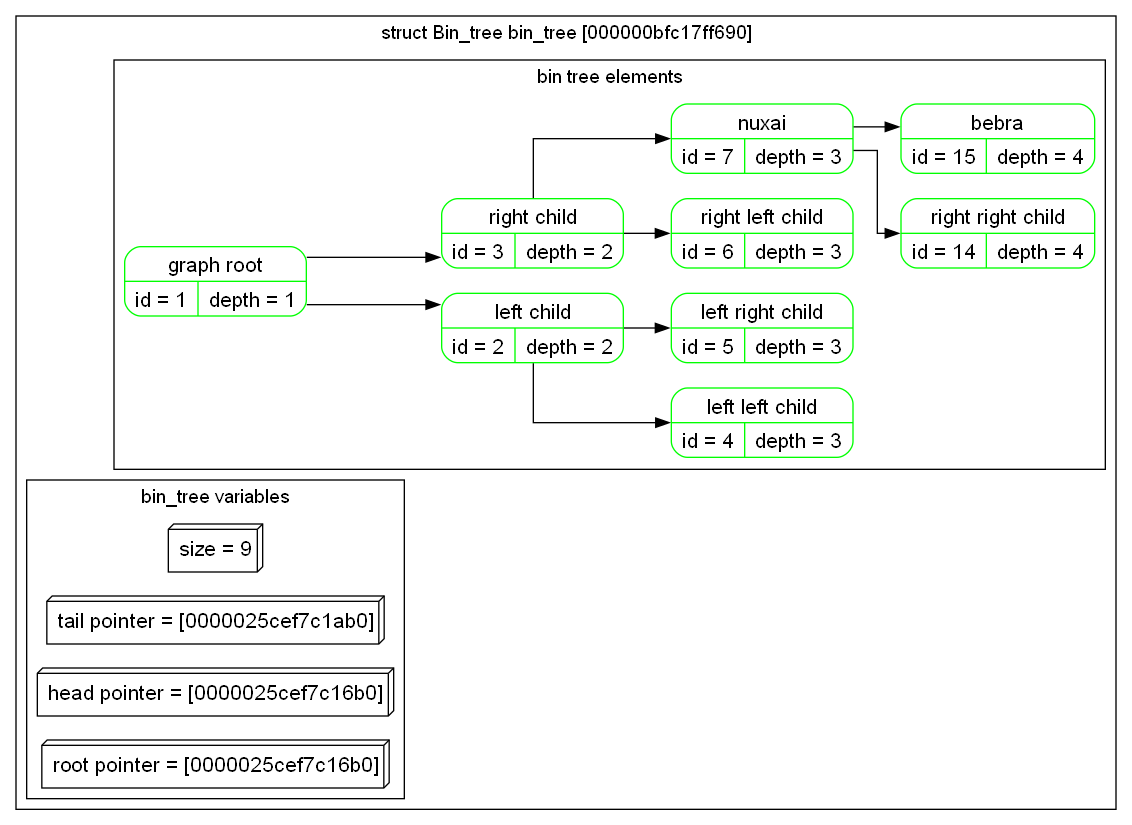 struct Bin_tree bin_tree [000000bfc17ff690]
bin tree elements
graph root
id = 1 depth = 1
right child
id = 3 depth = 2
left child
id = 2 depth = 2
nuxai
id = 7 depth = 3
right left child
id = 6 depth = 3
left right child
id = 5 depth = 3
left left child
id = 4 depth = 3
bebra
id = 15 depth = 4
right right child
id = 14 depth = 4
bin_tree variables
size = 9
tail pointer = [0000025cef7c1ab0]
head pointer = [0000025cef7c16b0]
root pointer = [0000025cef7c16b0]